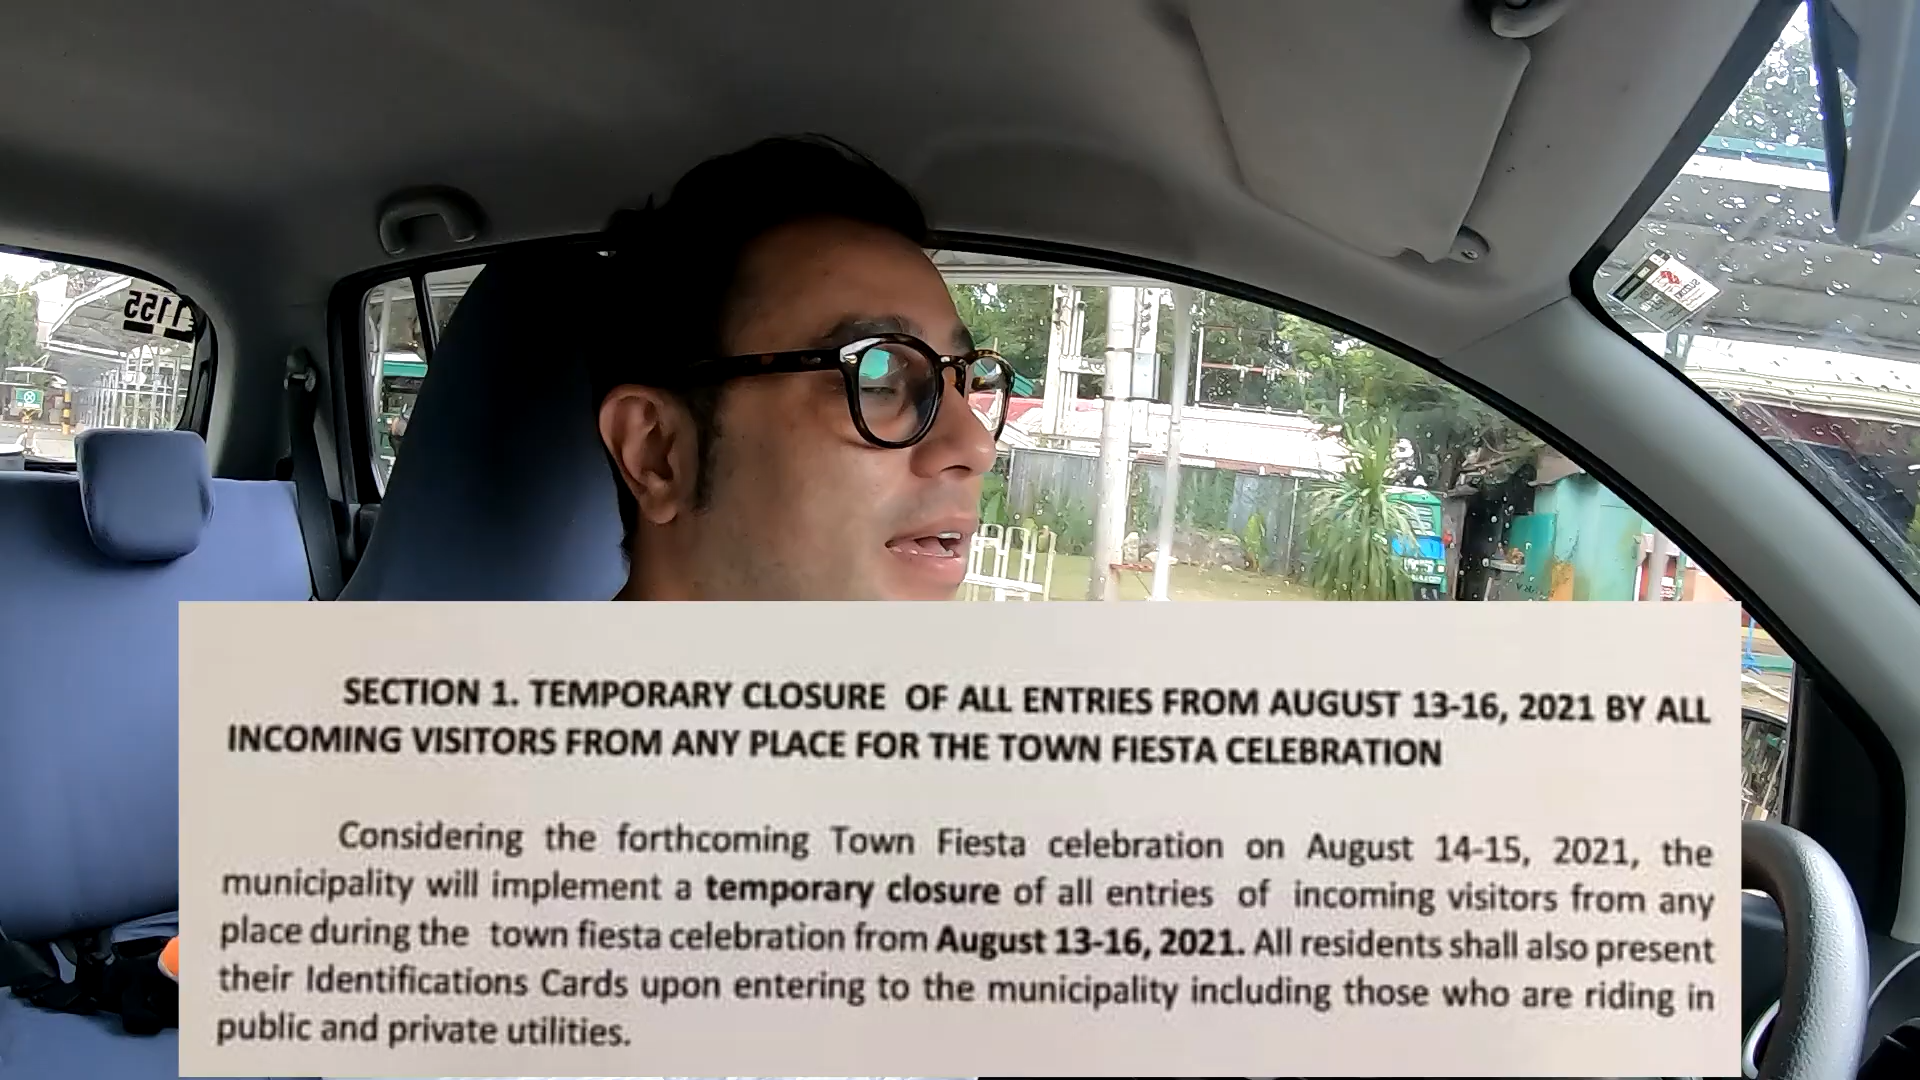 1155
SUZUKI
SECTION 1. TEMPORARY CLOSURE OF ALL ENTRIES FROM AUGUST 13-16, 2021 BY ALL
INCOMING VISITORS FROM ANY PLACE FOR THE TOWN FIESTA CELEBRATION
Considering the forthcoming Town Fiesta celebration on August 14-15, 2021, the
municipality will implement a temporary closure of all entries of incoming visitors from any
place during the town fiesta celebration from August 13-16, 2021. All residents shall also present
their Identifications Cards upon entering to the municipality including those who are riding in
public and private utilities.